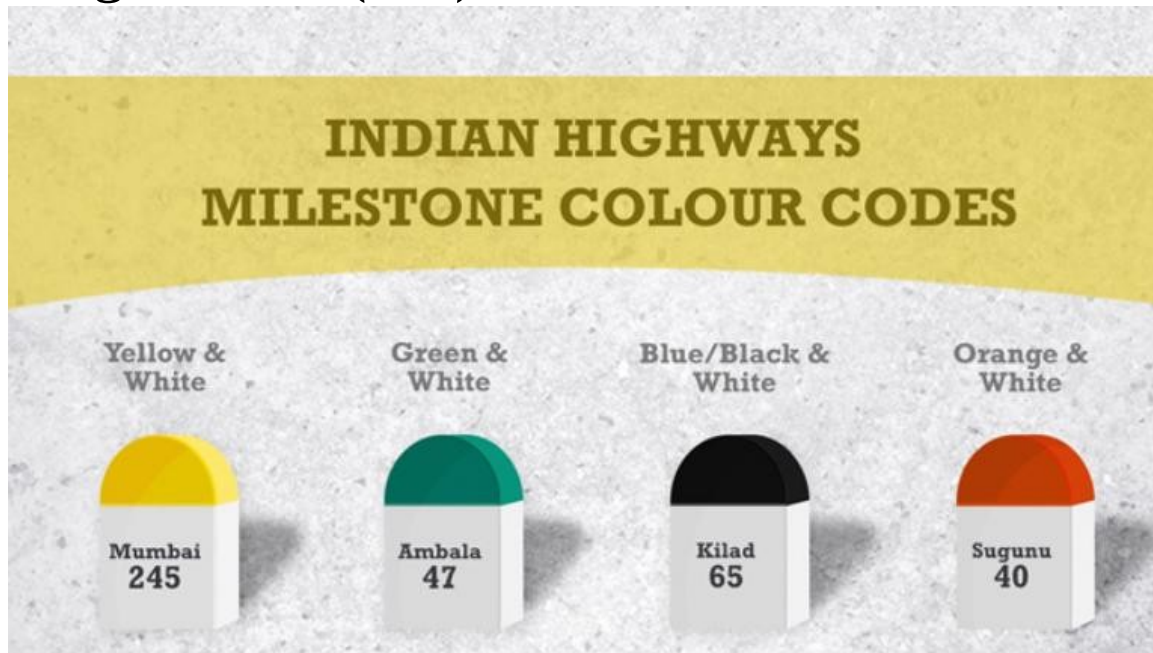 INDIAN HIGHWAYS
MILESTONE COLOUR CODES
Yellow &
White
Green &
White
Blue/Black &
White
Orange &
White
Mumbai
245
Ambala
47
Kilad
65
Sugunu
40